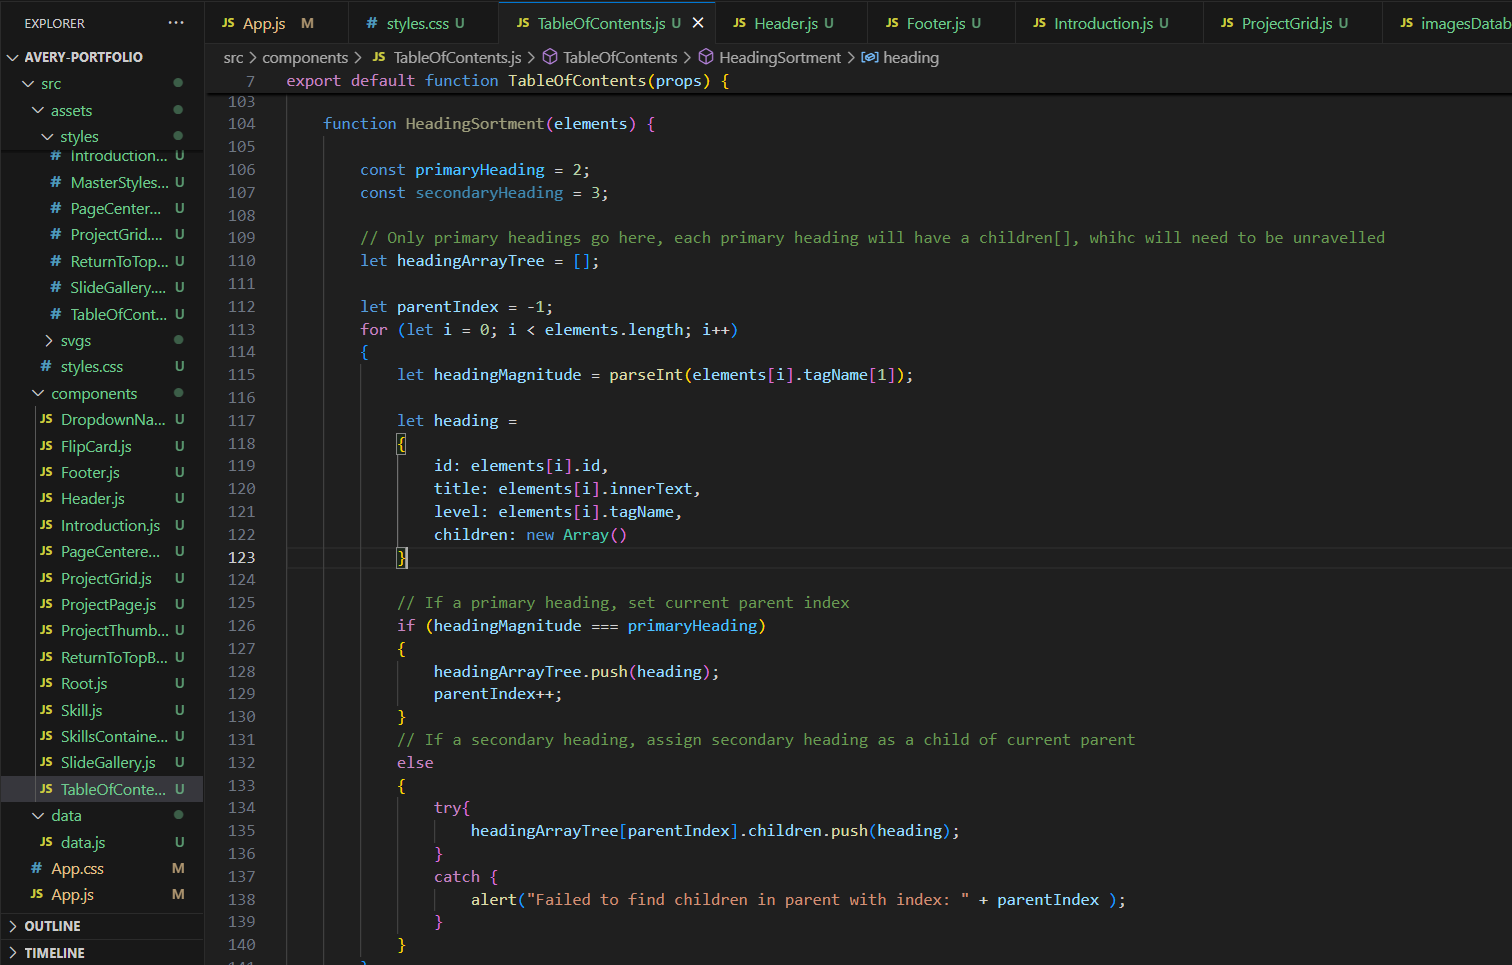 EXPLORER ...
AVERY-PORTFOLIO
src
assets
styles
# Introduction... U
# MasterStyles... U
# PageCenter... U
# ProjectGrid.... U
# ReturnToTop... U
# SlideGallery.... U
# TableOfCont... U
svgs
# styles.css U
components
JS DropdownNa... U
JS FlipCard.js U
JS Footer.js U
JS Header.js U
JS Introduction.js U
JS PageCentere... U
JS ProjectGrid.js U
JS ProjectPage.js U
JS ProjectThumb... U
JS ReturnToTopB... U
JS Root.js U
JS Skill.js U
JS SkillsContaine... U
JS SlideGallery.js U
JS TableOfConte... U
data
JS data.js U
# App.css M
JS App.js M
OUTLINE
TIMELINE
JS App.js M # styles.css U JS TableOfContents.js U JS Header.js U JS Footer.js U JS Introduction.js U JS ProjectGrid.js U JS imagesDatab
src > components > JS TableOfContents.js > TableOfContents > HeadingSortment > heading
7 export default function TableOfContents(props) {
103
104 function HeadingSortment(elements) {
105
106 const primaryHeading = 2;
107 const secondaryHeading = 3;
108
109 // Only primary headings go here, each primary heading will have a children[], whihc will need to be unravelled
110 let headingArrayTree = [];
111
112 let parentIndex = -1;
113 for (let i = 0; i < elements.length; i++)
114 {
115 let headingMagnitude = parseInt(elements[i].tagName[1]);
116
117 let heading =
118 {
119 id: elements[i].id,
120 title: elements[i].innerText,
121 level: elements[i].tagName,
122 children: new Array()
123 }
124
125 // If a primary heading, set current parent index
126 if (headingMagnitude === primaryHeading)
127 {
128 headingArrayTree.push(heading);
129 parentIndex++;
130 }
131 // If a secondary heading, assign secondary heading as a child of current parent
132 else
133 {
134 try{
135 headingArrayTree[parentIndex].children.push(heading);
136 }
137 catch {
138 alert("Failed to find children in parent with index: " + parentIndex );
139 }
140 }